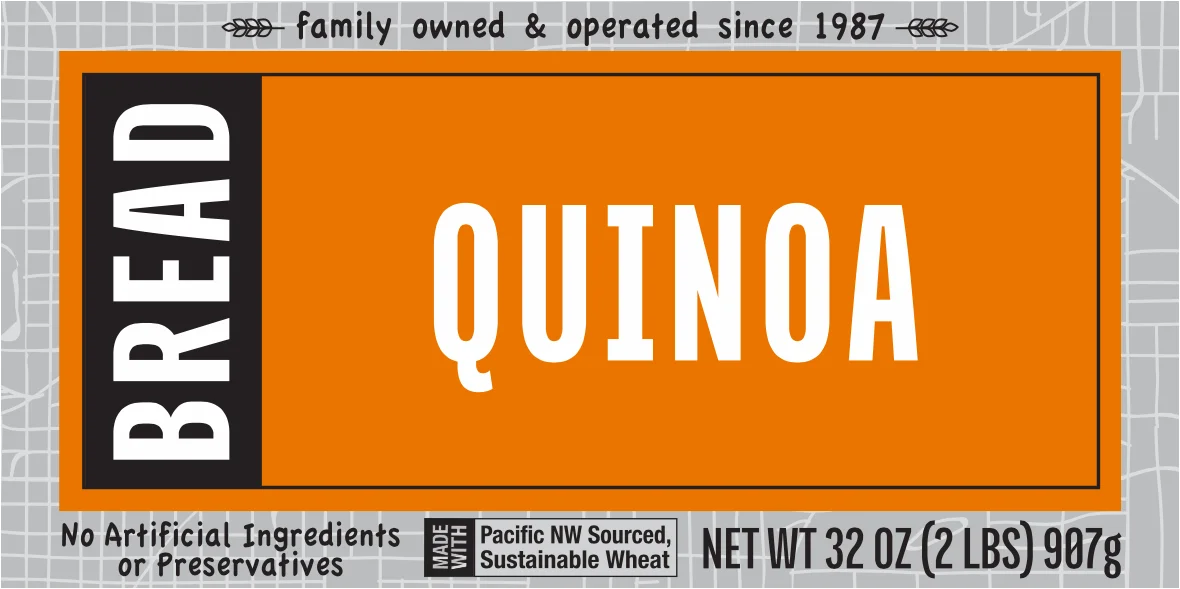 family owned & operated since 1987
BREAD
QUINOA
No Artificial Ingredients
or Preservatives
MADE
WITH
Pacific NW Sourced,
Sustainable Wheat
NET WT 32 OZ (2 LBS) 907g